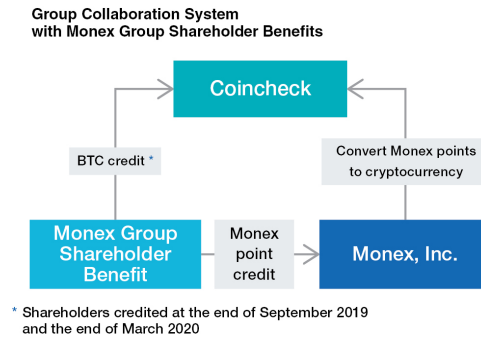 Group Collaboration System
with Monex Group Shareholder Benefits
Coincheck
BTC credit *
Convert Monex points
to cryptocurrency
Monex Group
Shareholder
Benefit
Monex
point
credit
Monex, Inc.
* Shareholders credited at the end of September 2019
and the end of March 2020